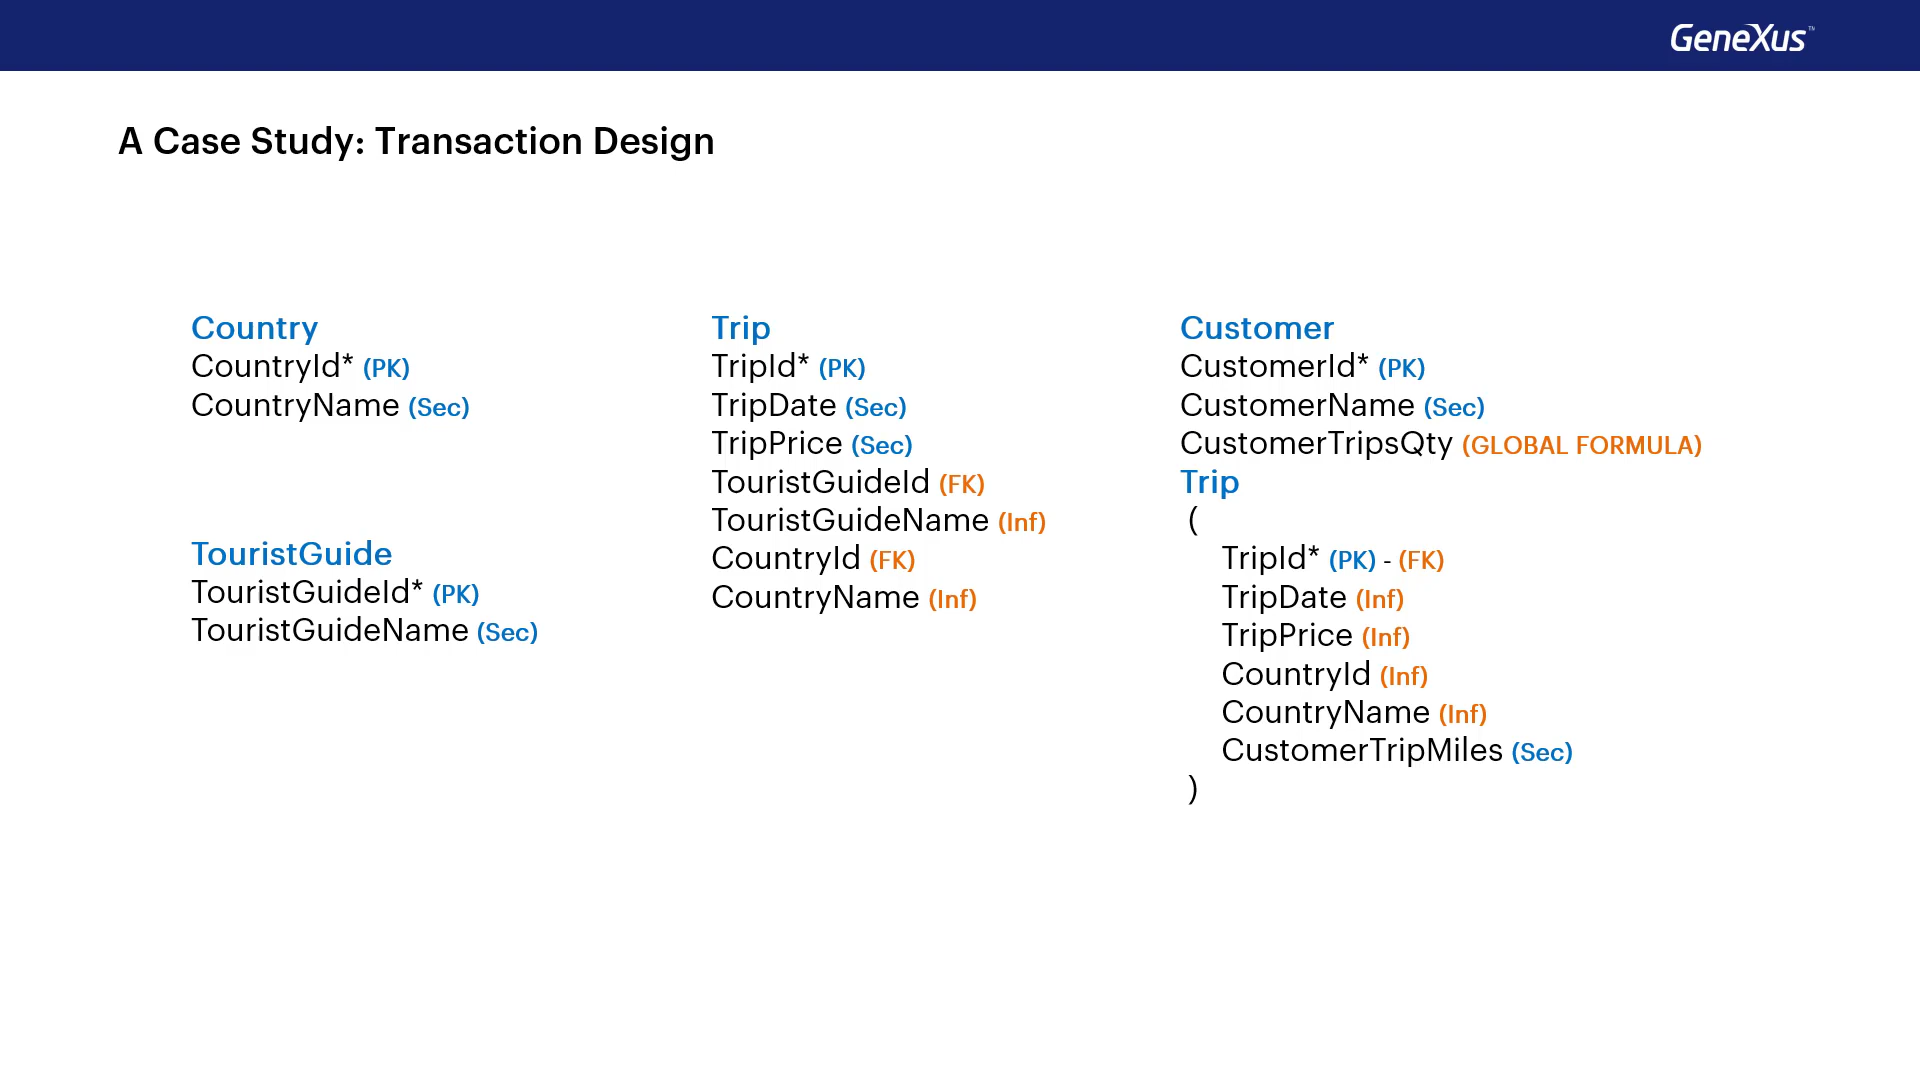 GeneXus™
A Case Study: Transaction Design
Country
CountryId* (PK)
CountryName (Sec)
TouristGuide
TouristGuideId* (PK)
TouristGuideName (Sec)
Trip
TripId* (PK)
TripDate (Sec)
TripPrice (Sec)
TouristGuideId (FK)
TouristGuideName (Inf)
CountryId (FK)
CountryName (Inf)
Customer
CustomerId* (PK)
CustomerName (Sec)
CustomerTripsQty (GLOBAL FORMULA)
Trip
(
TripId* (PK) - (FK)
TripDate (Inf)
TripPrice (Inf)
CountryId (Inf)
CountryName (Inf)
CustomerTripMiles (Sec)
)